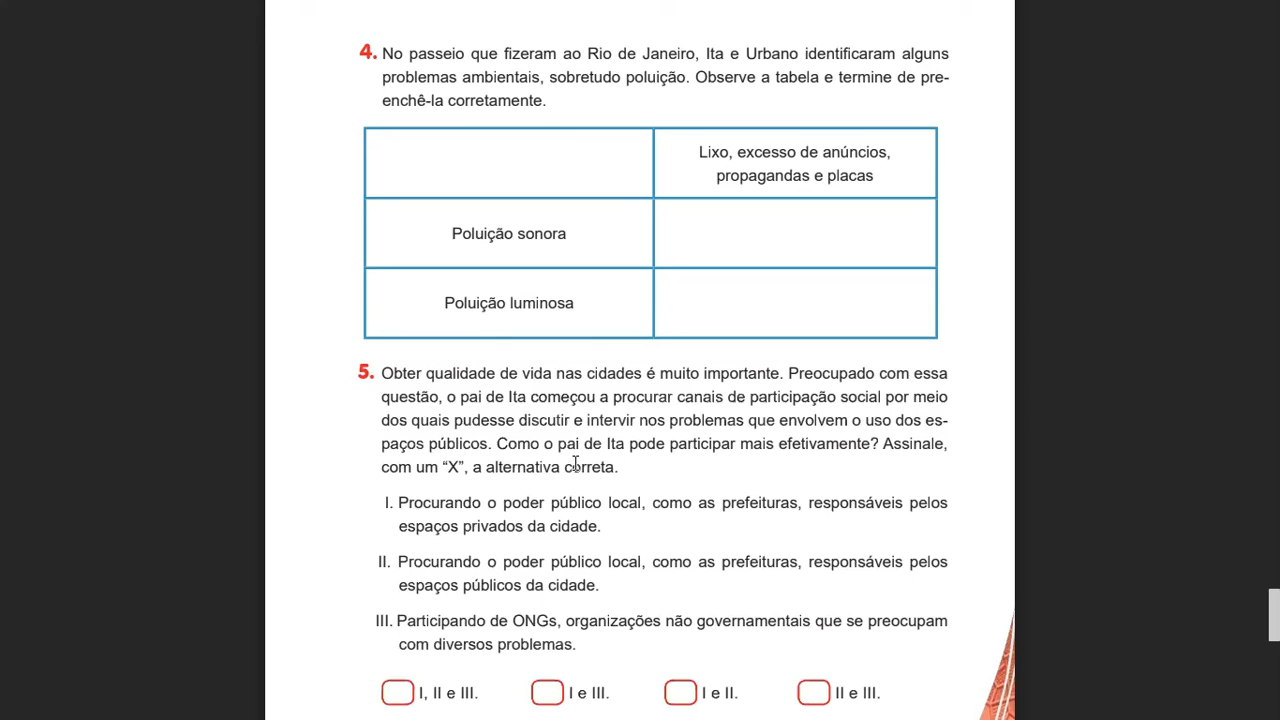 4. No passeio que fizeram ao Rio de Janeiro, Ita e Urbano identificaram alguns
problemas ambientais, sobretudo poluição. Observe a tabela e termine de pre-
enchê-la corretamente.
Lixo, excesso de anúncios,
propagandas e placas
Poluição sonora
Poluição luminosa
5. Obter qualidade de vida nas cidades é muito importante. Preocupado com essa
questão, o pai de Ita começou a procurar canais de participação social por meio
dos quais pudesse discutir e intervir nos problemas que envolvem o uso dos es-
paços públicos. Como o pai de Ita pode participar mais efetivamente? Assinale,
com um “X”, a alternativa correta.
I. Procurando o poder público local, como as prefeituras, responsáveis pelos
espaços privados da cidade.
II. Procurando o poder público local, como as prefeituras, responsáveis pelos
espaços públicos da cidade.
III. Participando de ONGs, organizações não governamentais que se preocupam
com diversos problemas.
I, II e III. I e III. I e II. II e III.